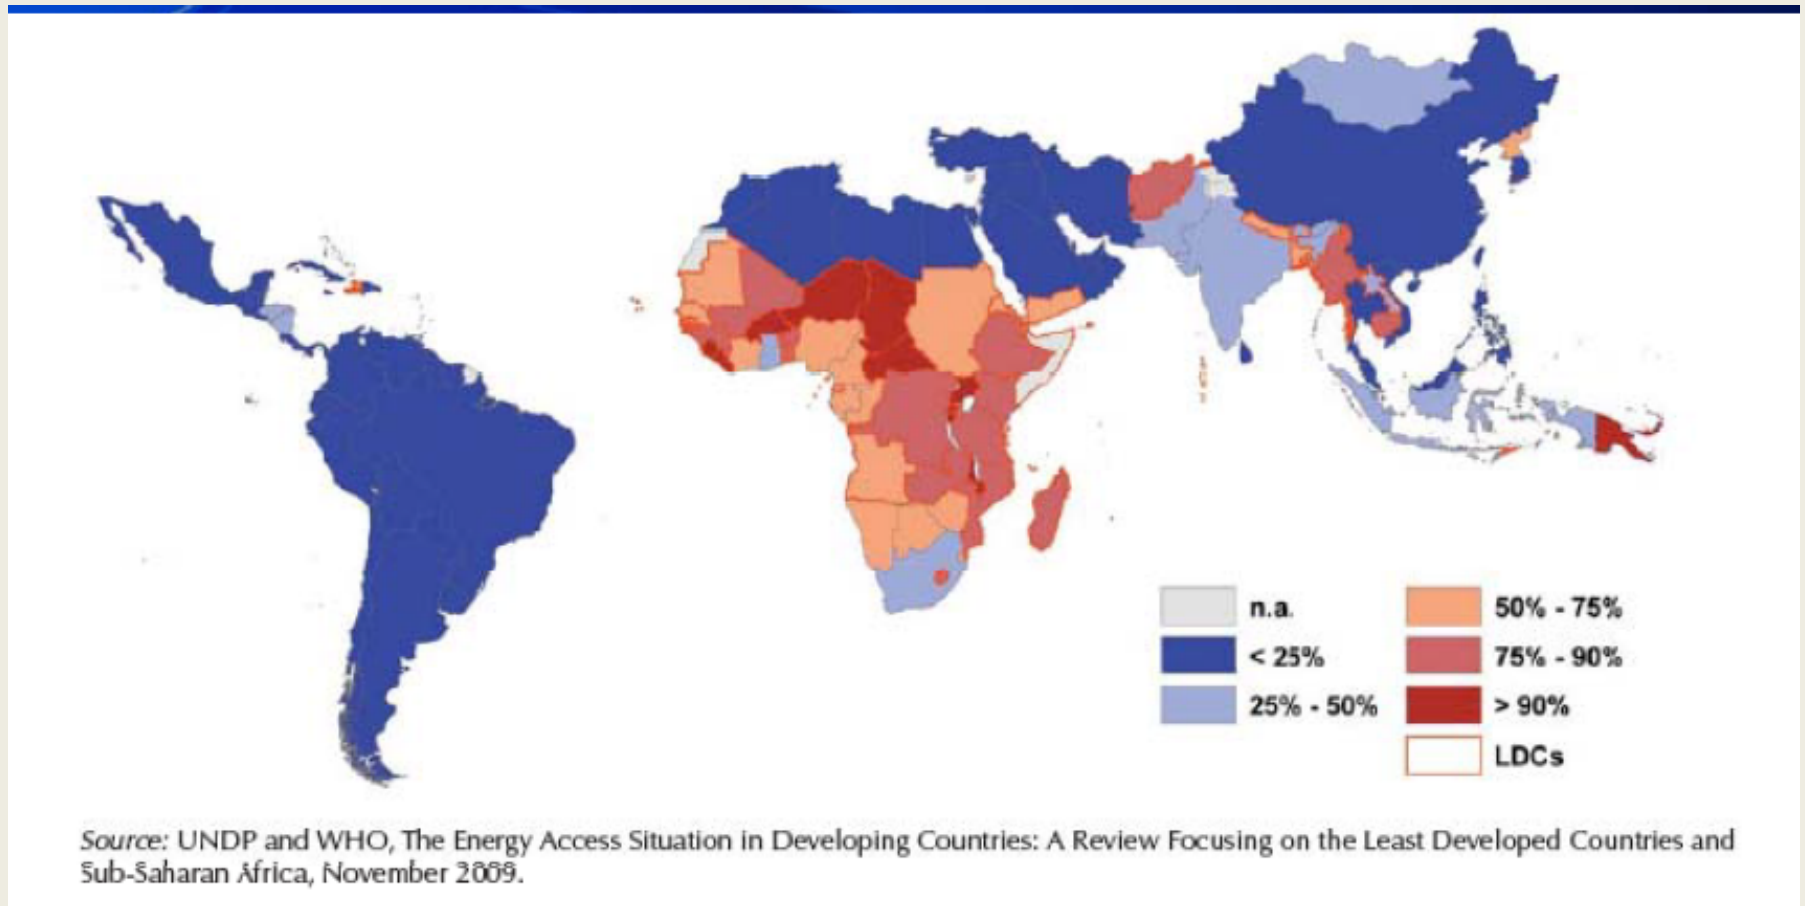 n.a.
< 25%
25% - 50%
50% - 75%
75% - 90%
> 90%
LDCs
Source: UNDP and WHO, The Energy Access Situation in Developing Countries: A Review Focusing on the Least Developed Countries and
Sub-Saharan Africa, November 2009.